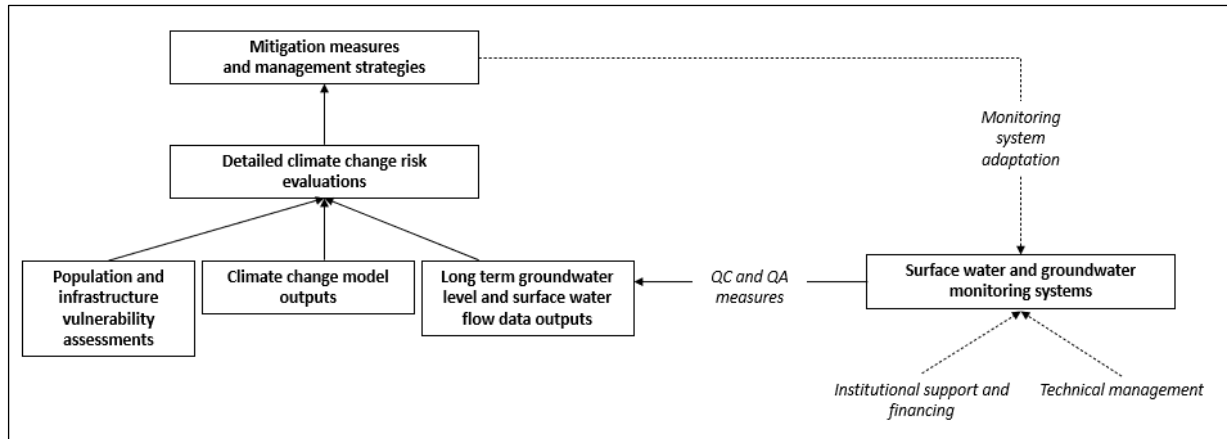 Mitigation measures
and management strategies
Monitoring
system
adaptation
Detailed climate change risk
evaluations
Population and
infrastructure
vulnerability
assessments
Climate change model
outputs
Long term groundwater
level and surface water
flow data outputs
QC and QA
measures
Surface water and groundwater
monitoring systems
Institutional support and
financing
Technical management